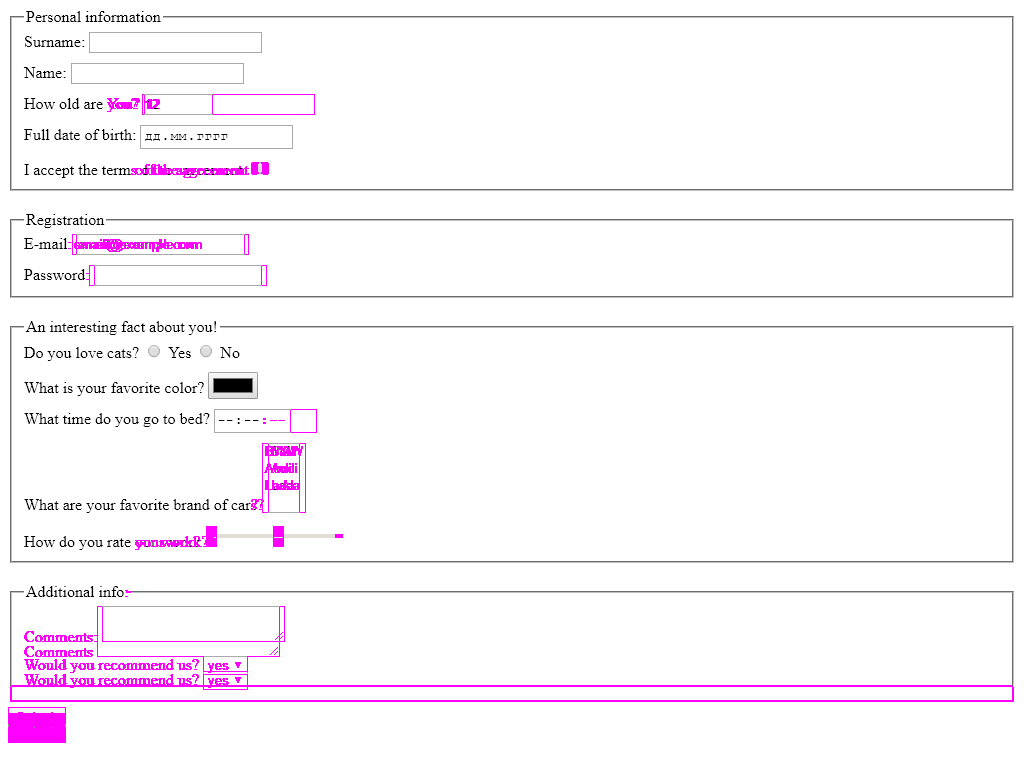 Personal information
Surname:
Name:
How old are You? 12
Full date of birth: дд.мм.гггг
I accept the terms of the agreement
Registration
E-mail: email@example.com
Password:
An interesting fact about you!
Do you love cats? Yes No
What is your favorite color?
What time do you go to bed? --:--
BMW
Audi
Lada
What are your favorite brand of cars?
How do you rate our work?
Additional info:
Comments:
Comments
Would you recommend us? yes
Would you recommend us? yes